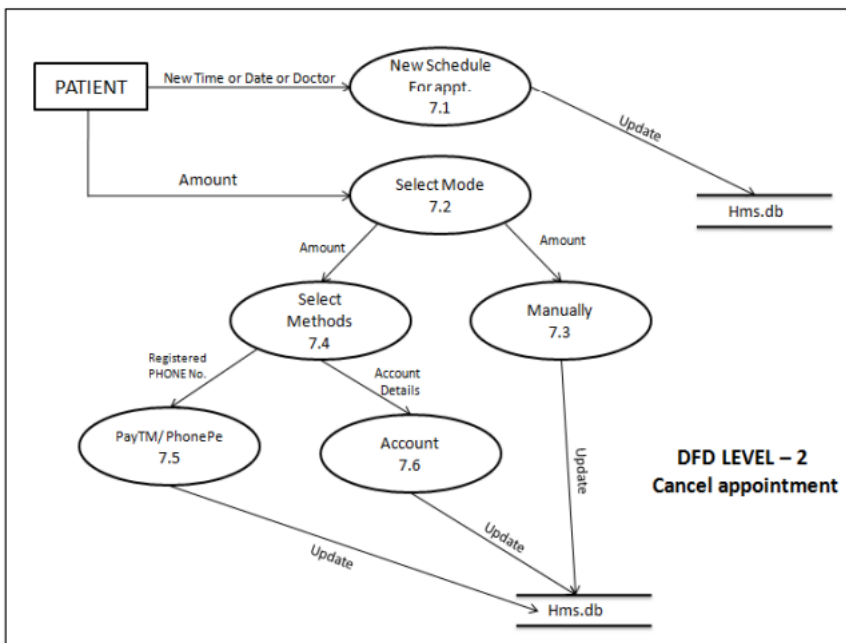 New Schedule
For appt.
7.1
New Time or Date or Doctor
PATIENT
Update
Amount
Select Mode
7.2
Hms.db
Amount
Amount
Select
Methods
7.4
Manually
7.3
Registered
PHONE No.
Account
Details
PayTM/PhonePe
7.5
Account
7.6
Update
DFD LEVEL – 2
Cancel appointment
Update
Update
Hms.db